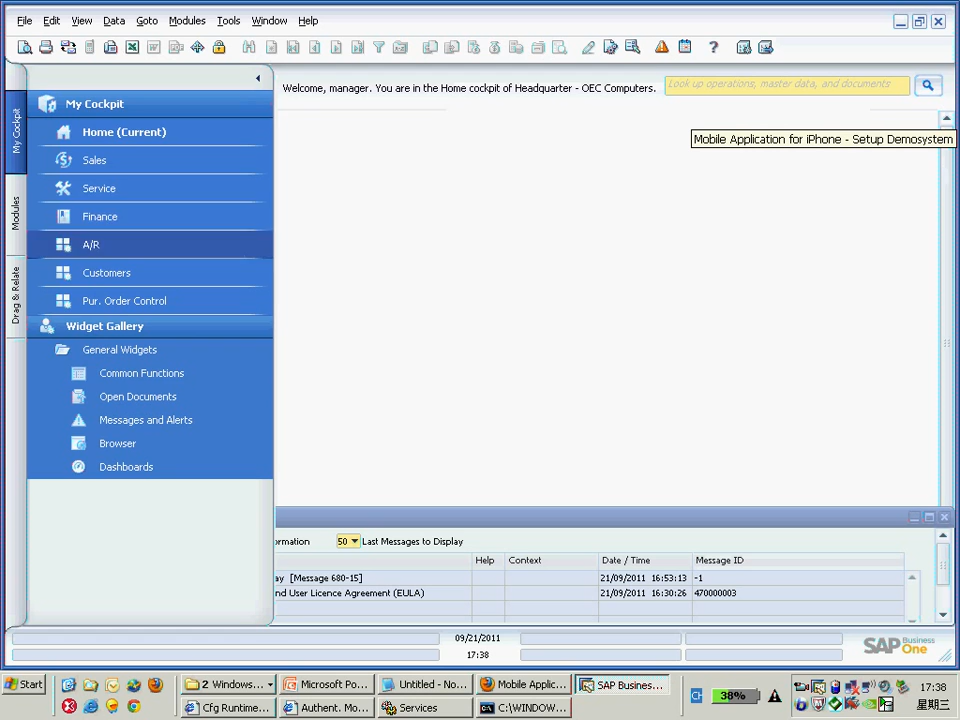 File Edit View Data Goto Modules Tools Window Help
My Cockpit
Modules
Drag & Relate
My Cockpit
Home (Current)
Sales
Service
Finance
A/R
Customers
Pur. Order Control
Widget Gallery
General Widgets
Common Functions
Open Documents
Messages and Alerts
Browser
Dashboards
Welcome, manager. You are in the Home cockpit of Headquarter - OEC Computers.
Look up operations, master data, and documents
Mobile Application for iPhone - Setup Demosystem
rmation 50 Last Messages to Display
Help Context Date / Time Message ID
ay [Message 680-15] 21/09/2011 16:53:13 -1
nd User Licence Agreement (EULA) 21/09/2011 16:30:26 470000003
09/21/2011
17:38
SAP Business One
Start 2 Windows... Microsoft Po... Untitled - No... Mobile Applic... SAP Busines... 38% 17:38
Cfg Runtime... Authent. Mo... Services C:\WINDOW... 星期三